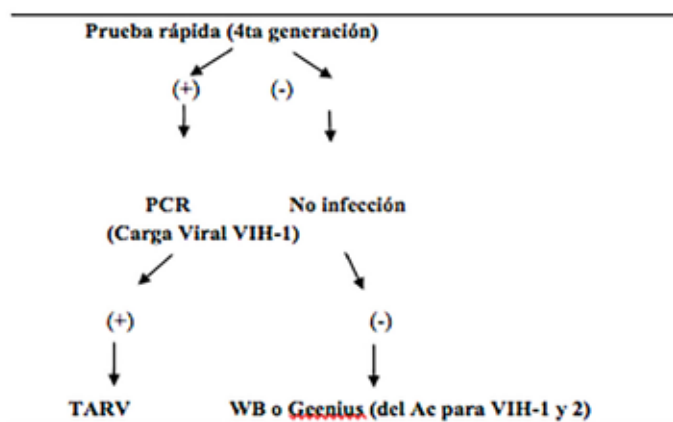 Prueba rápida (4ta generación)
(+) (-)
PCR No infección
(Carga Viral VIH-1)
(+) (-)
TARV WB o Geenius (del Ac para VIH-1 y 2)